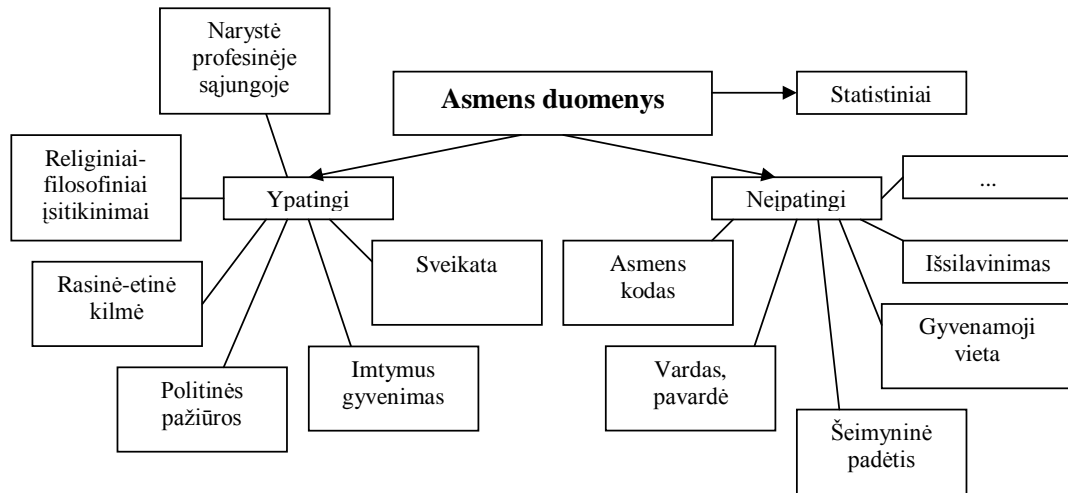 Narystė
profesinėje
sąjungoje
Asmens duomenys
Statistiniai
Religiniai-
filosofiniai
įsitikinimai
Ypatingi
Neįpatingi
...
Rasinė-etinė
kilmė
Sveikata
Asmens
kodas
Išsilavinimas
Politinės
pažiūros
Imtymus
gyvenimas
Vardas,
pavardė
Gyvenamoji
vieta
Šeimyninė
padėtis